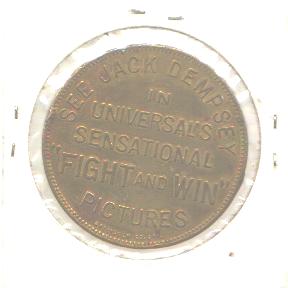 SEE JACK DEMPSEY
IN
UNIVERSAL'S
SENSATIONAL
"FIGHT AND WIN"
PICTURES